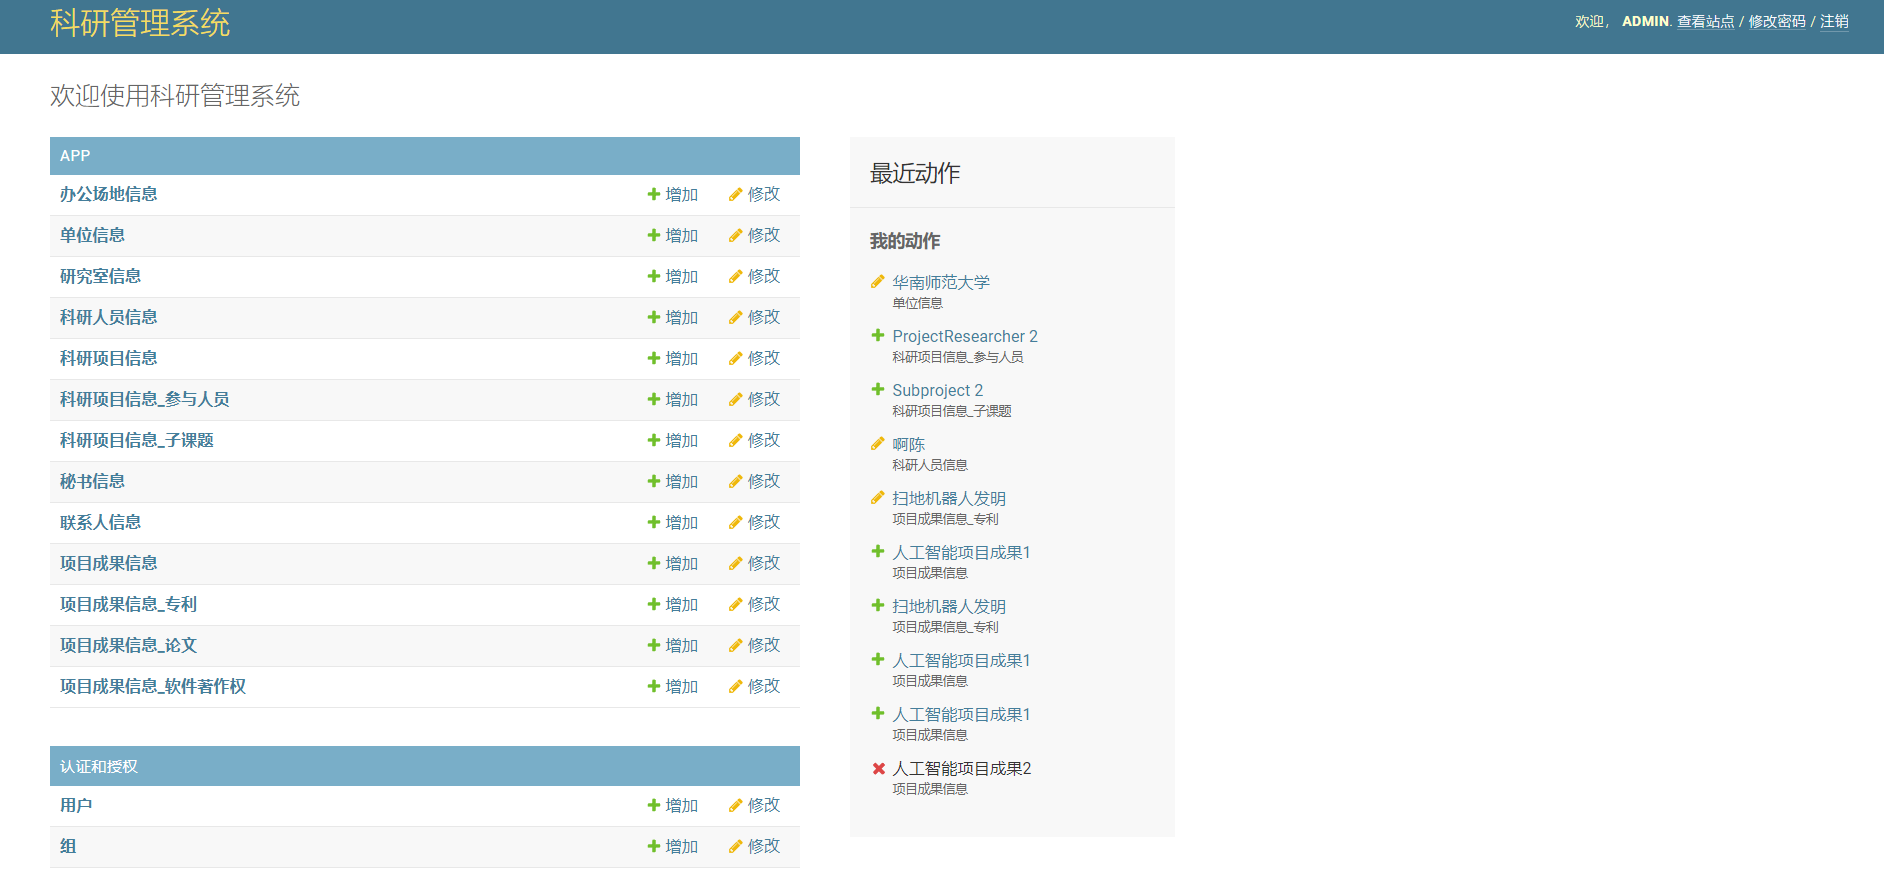 科研管理系统
欢迎， ADMIN. 查看站点 / 修改密码 / 注销
欢迎使用科研管理系统
APP
办公场地信息 增加 修改
单位信息 增加 修改
研究室信息 增加 修改
科研人员信息 增加 修改
科研项目信息 增加 修改
科研项目信息_参与人员 增加 修改
科研项目信息_子课题 增加 修改
秘书信息 增加 修改
联系人信息 增加 修改
项目成果信息 增加 修改
项目成果信息_专利 增加 修改
项目成果信息_论文 增加 修改
项目成果信息_软件著作权 增加 修改
认证和授权
用户 增加 修改
组 增加 修改
最近动作
我的动作
华南师范大学
单位信息
ProjectResearcher 2
科研项目信息_参与人员
Subproject 2
科研项目信息_子课题
啊陈
科研人员信息
扫地机器人发明
项目成果信息_专利
人工智能项目成果1
项目成果信息
扫地机器人发明
项目成果信息_专利
人工智能项目成果1
项目成果信息
人工智能项目成果1
项目成果信息
人工智能项目成果2
项目成果信息